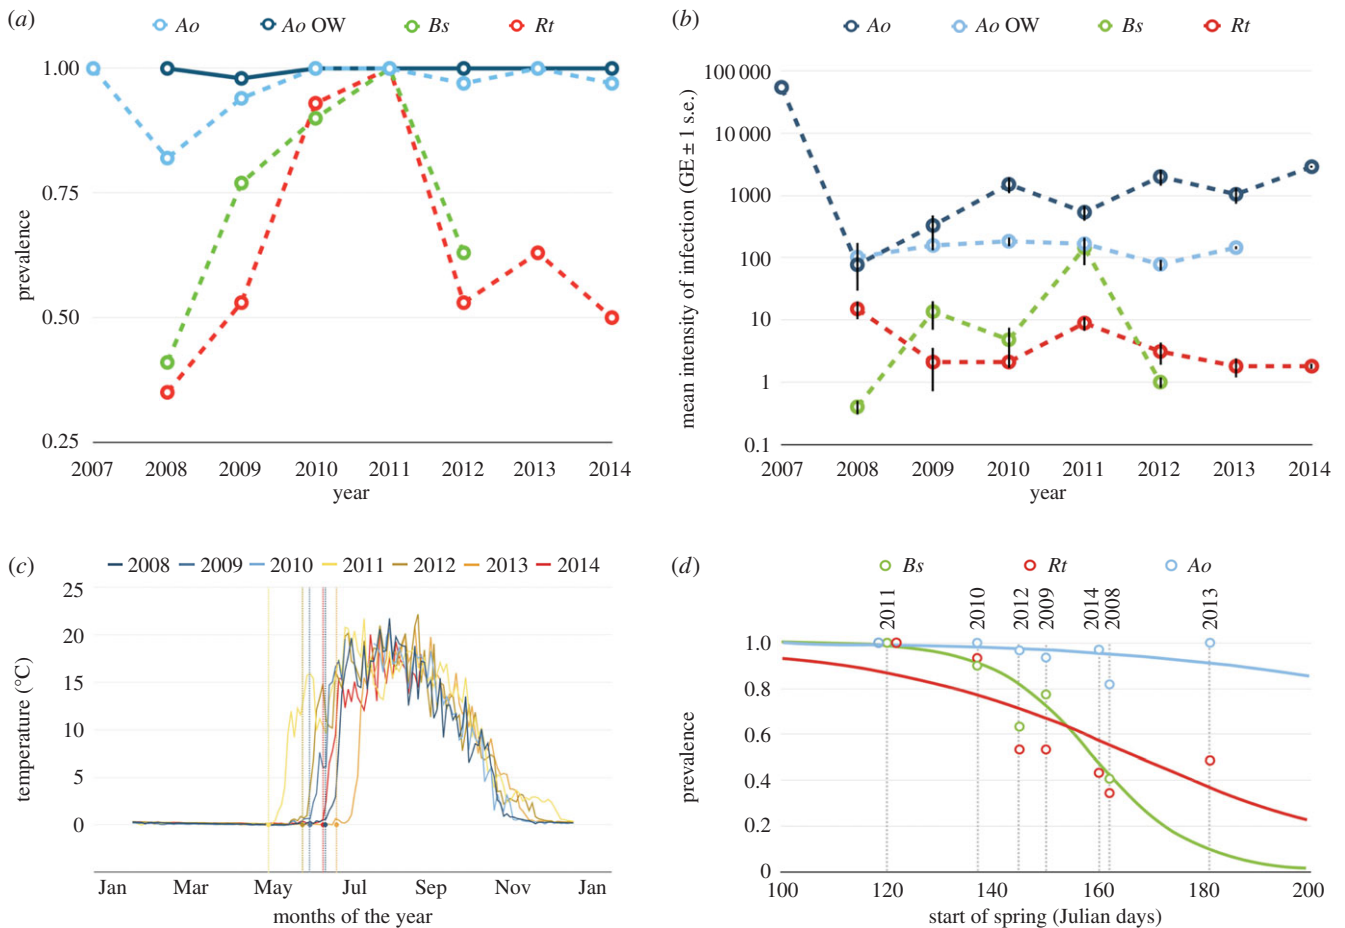 (a)
Ao Ao OW Bs Rt
1.00
0.75
0.50
0.25
prevalence
2007 2008 2009 2010 2011 2012 2013 2014
year
(b)
Ao Ao OW Bs Rt
100 000
10 000
1000
100
10
1
0.1
mean intensity of infection (GE ± 1 s.e.)
2007 2008 2009 2010 2011 2012 2013 2014
year
(c)
2008 2009 2010 2011 2012 2013 2014
25
20
15
10
5
0
temperature (°C)
Jan Mar May Jul Sep Nov Jan
months of the year
(d)
Bs Rt Ao
2011 2010 2012 2009 2014 2008 2013
1.0
0.8
0.6
0.4
0.2
0
prevalence
100 120 140 160 180 200
start of spring (Julian days)